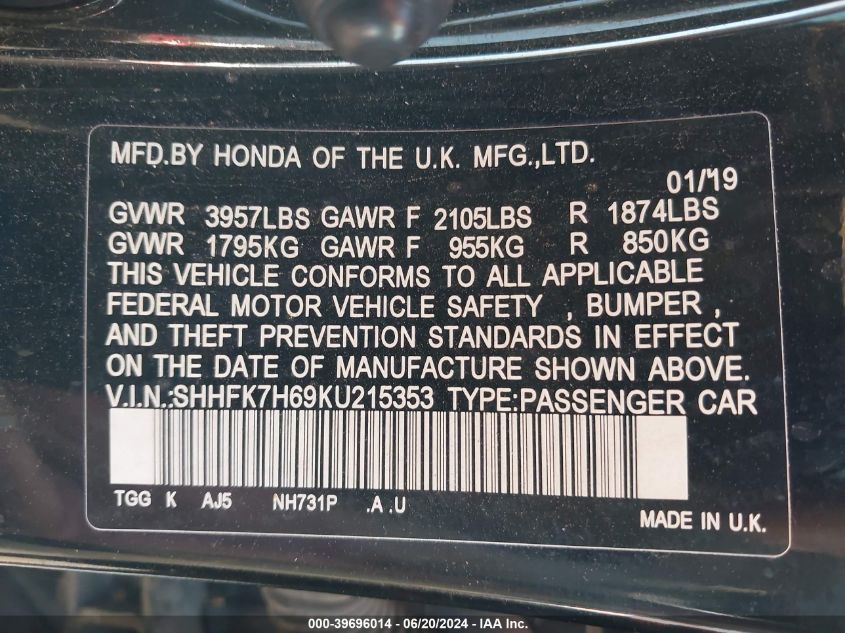 MFD.BY HONDA OF THE U.K. MFG.,LTD.
01/'19
GVWR 3957LBS GAWR F 2105LBS R 1874LBS
GVWR 1795KG GAWR F 955KG R 850KG
THIS VEHICLE CONFORMS TO ALL APPLICABLE
FEDERAL MOTOR VEHICLE SAFETY , BUMPER ,
AND THEFT PREVENTION STANDARDS IN EFFECT
ON THE DATE OF MANUFACTURE SHOWN ABOVE.
V.I.N.:SHHFK7H69KU215353 TYPE:PASSENGER CAR
TGG K AJ5 NH731P .A .U
MADE IN U.K.
000-39696014 / 06/20/2024 - IAA Inc.